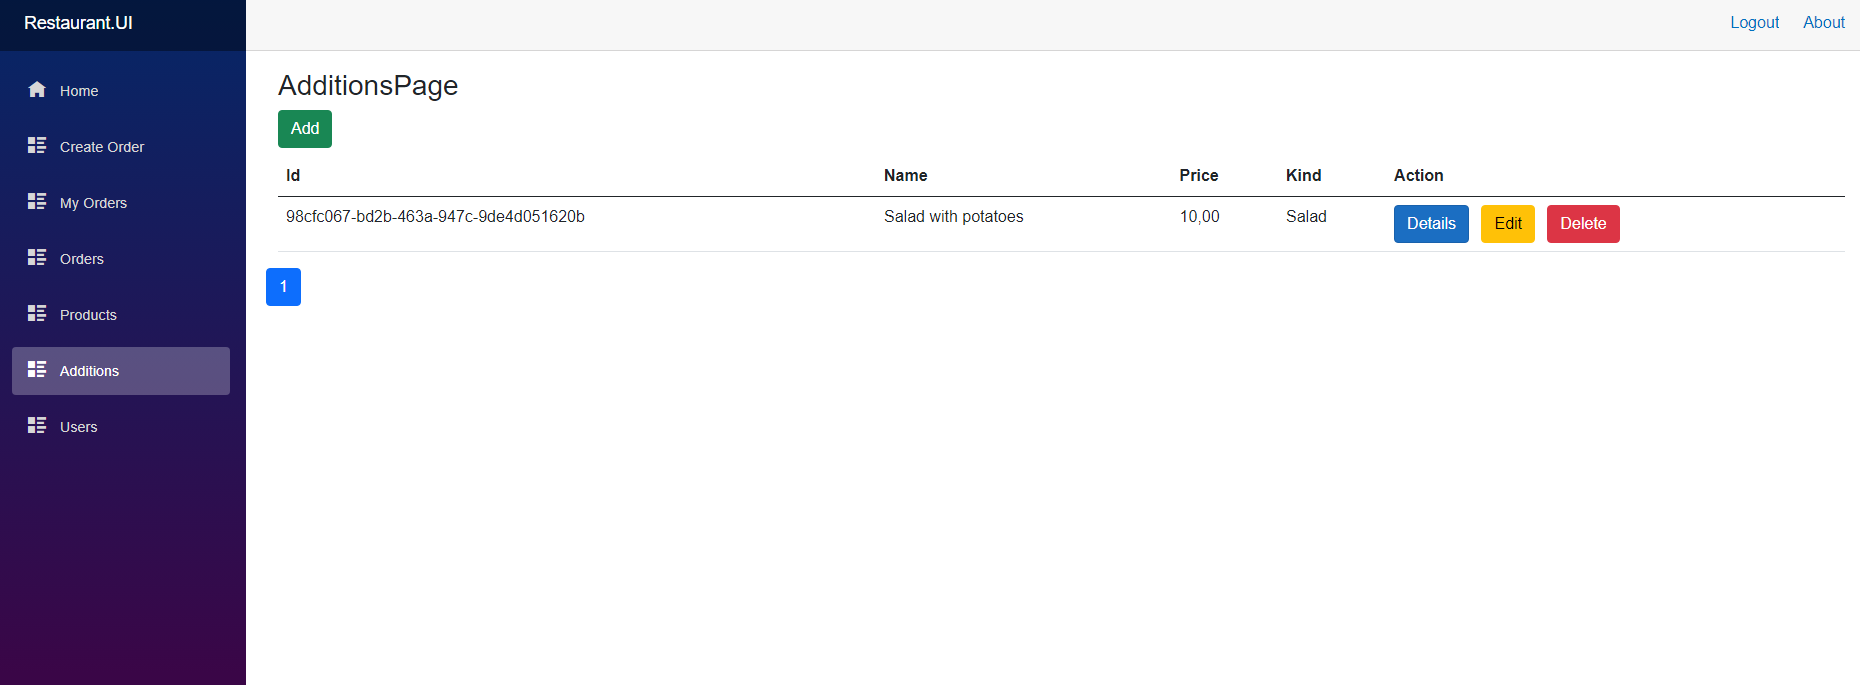 Restaurant.UI
Logout About
Home
Create Order
My Orders
Orders
Products
Additions
Users
AdditionsPage
Add
Id Name Price Kind Action
98cfc067-bd2b-463a-947c-9de4d051620b Salad with potatoes 10,00 Salad Details Edit Delete
1